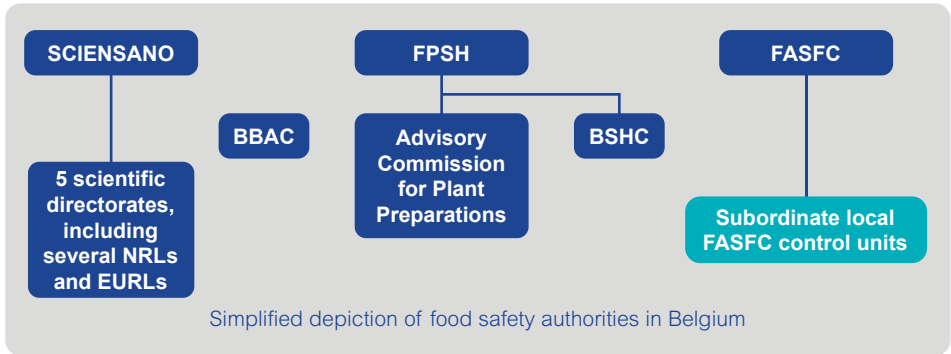 SCIENSANO
FPSH
FASFC
BBAC
Advisory
Commission
for Plant
Preparations
BSHC
5 scientific
directorates,
including
several NRLs
and EURLs
Subordinate local
FASFC control units
Simplified depiction of food safety authorities in Belgium